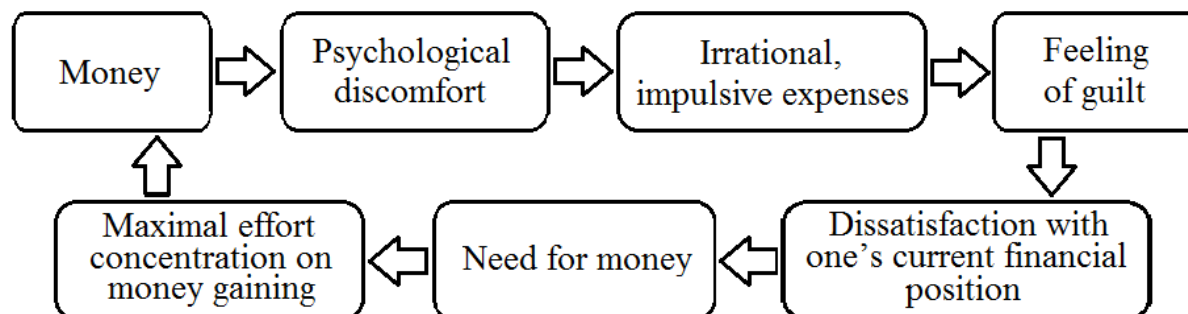 Money
Psychological
discomfort
Irrational,
impulsive expenses
Feeling
of guilt
Dissatisfaction with
one's current financial
position
Need for money
Maximal effort
concentration on
money gaining